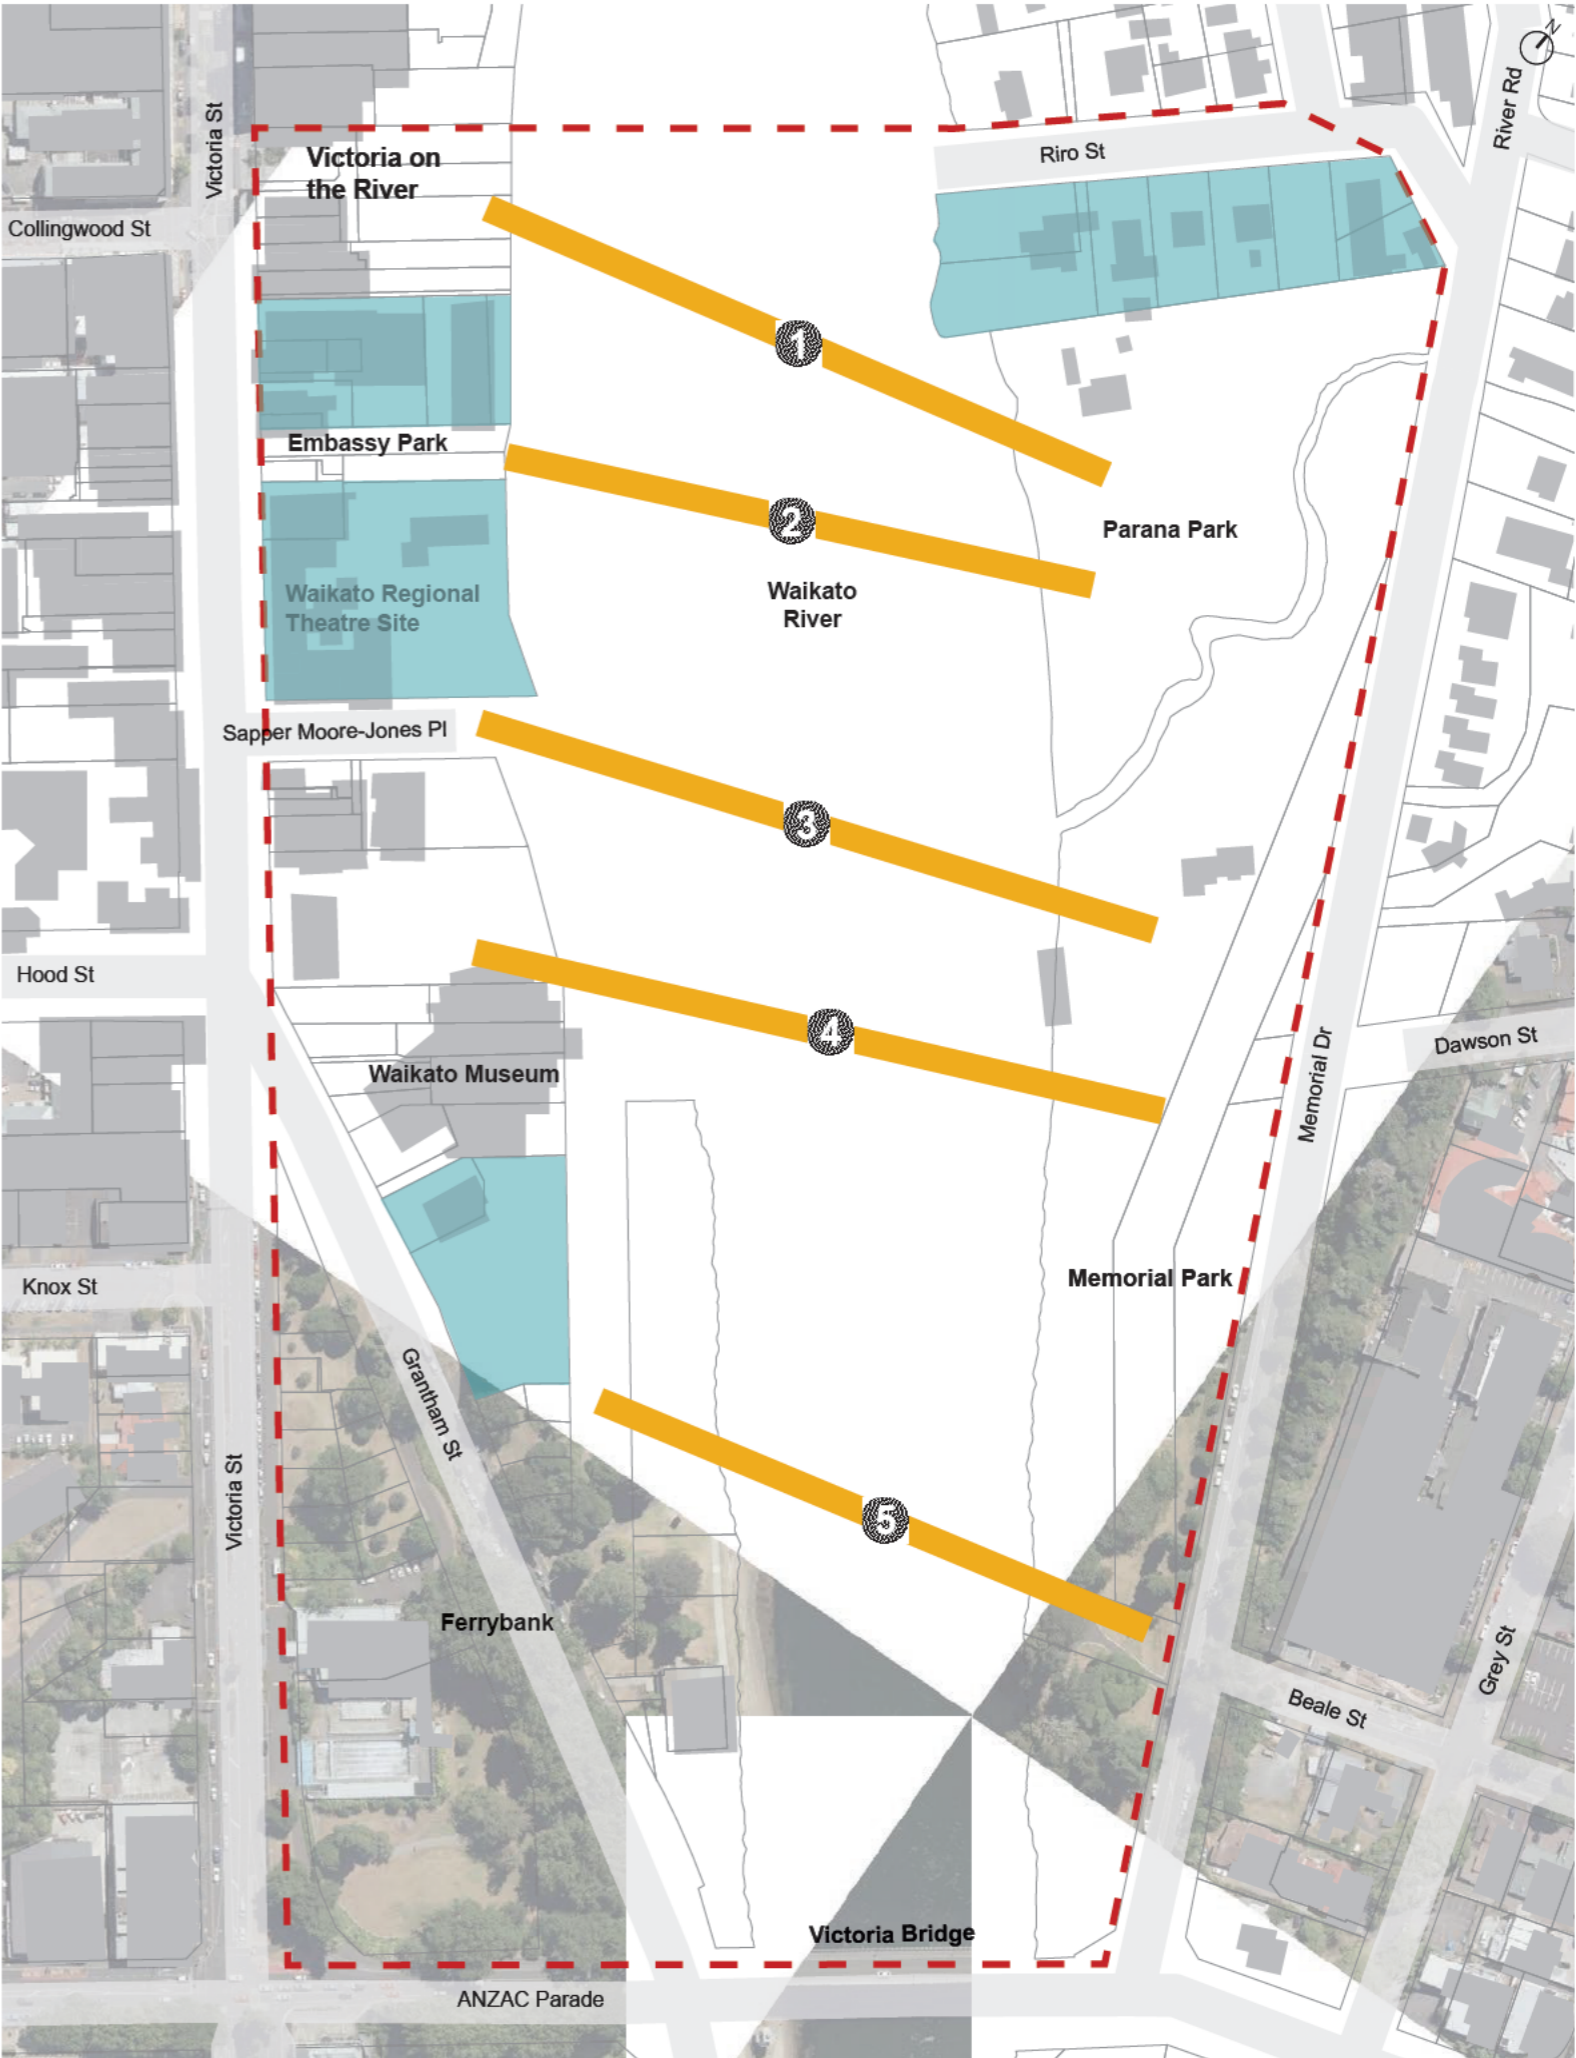 N
River Rd
Victoria St
Victoria on
the River
Riro St
Collingwood St
1
Embassy Park
2
Parana Park
Waikato
River
Waikato Regional
Theatre Site
Sapper Moore-Jones Pl
3
Hood St
4
Dawson St
Waikato Museum
Memorial Dr
Memorial Park
Knox St
Grantham St
Victoria St
5
Ferrybank
Grey St
Beale St
Victoria Bridge
ANZAC Parade